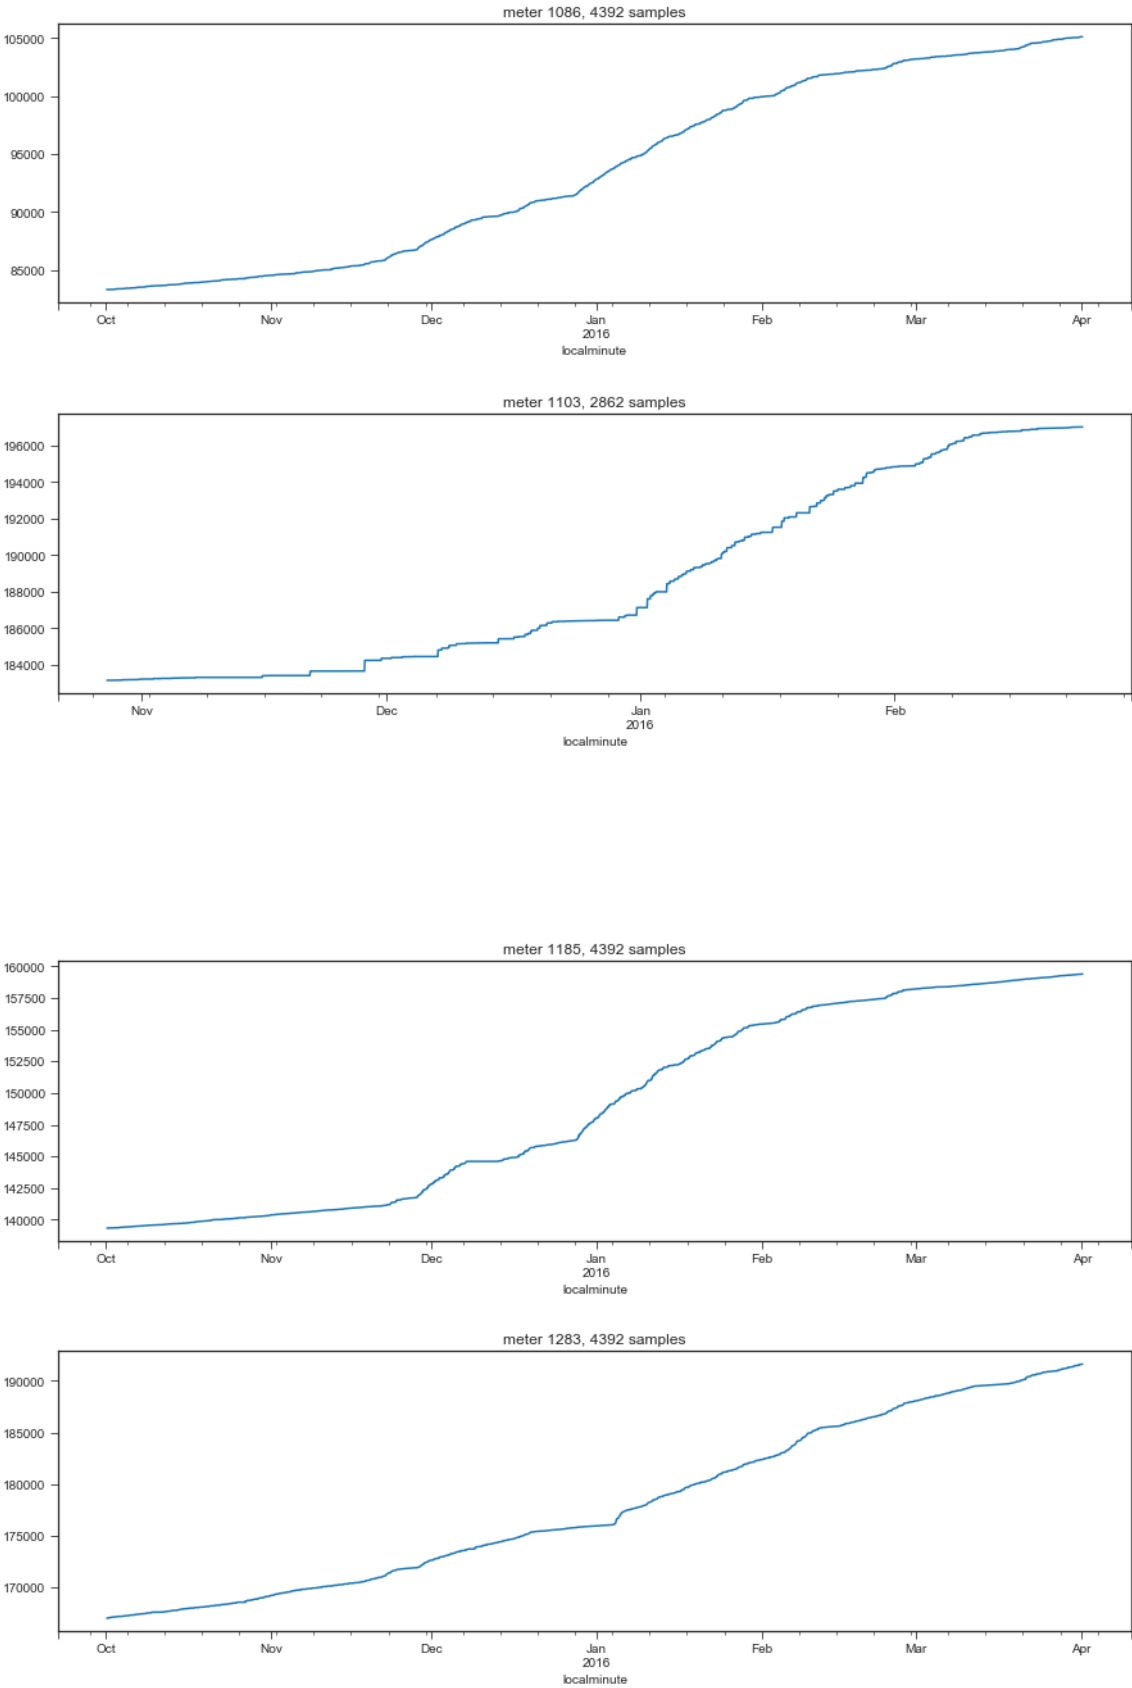 meter 1086, 4392 samples
105000
100000
95000
90000
85000
Oct Nov Dec Jan Feb Mar Apr
2016
localminute
meter 1103, 2862 samples
196000
194000
192000
190000
188000
186000
184000
Nov Dec Jan Feb
2016
localminute
meter 1185, 4392 samples
160000
157500
155000
152500
150000
147500
145000
142500
140000
Oct Nov Dec Jan Feb Mar Apr
2016
localminute
meter 1283, 4392 samples
190000
185000
180000
175000
170000
Oct Nov Dec Jan Feb Mar Apr
2016
localminute